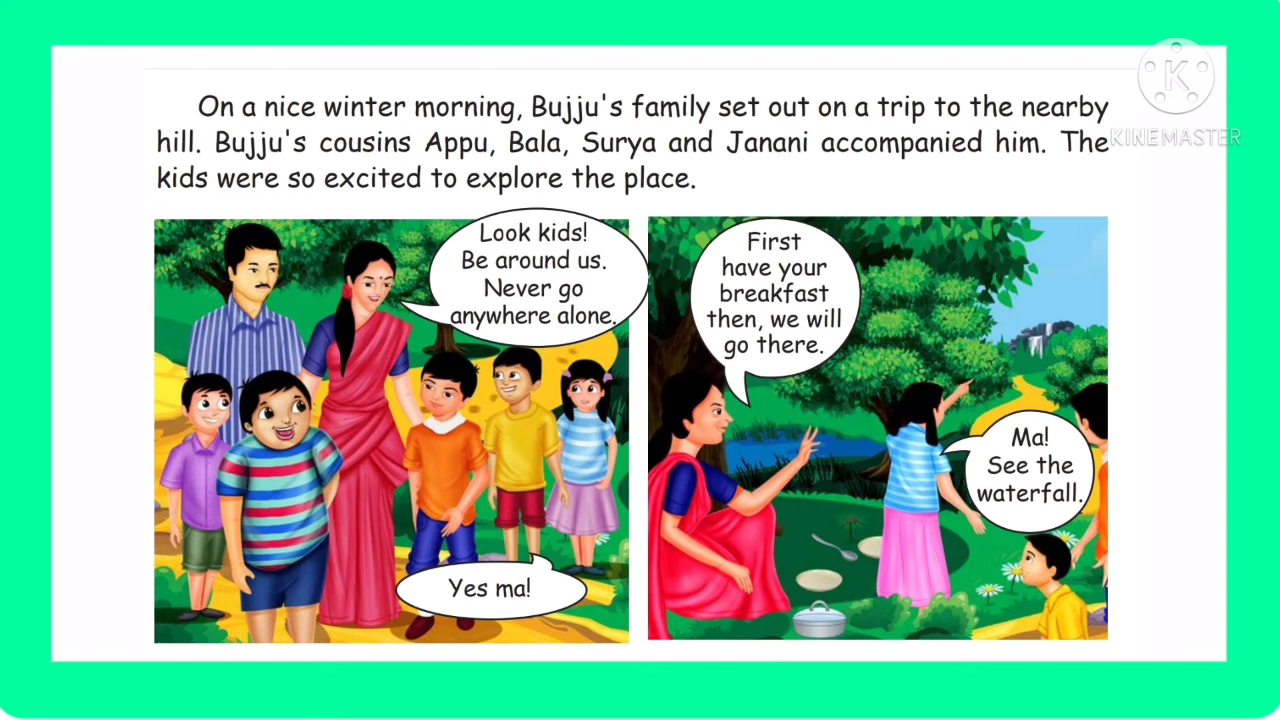 On a nice winter morning, Bujju's family set out on a trip to the nearby
hill. Bujju's cousins Appu, Bala, Surya and Janani accompanied him. The
kids were so excited to explore the place.
K
KINEMASTER
Look kids!
Be around us.
Never go
anywhere alone.
Yes ma!
First
have your
breakfast
then, we will
go there.
Ma!
See the
waterfall.